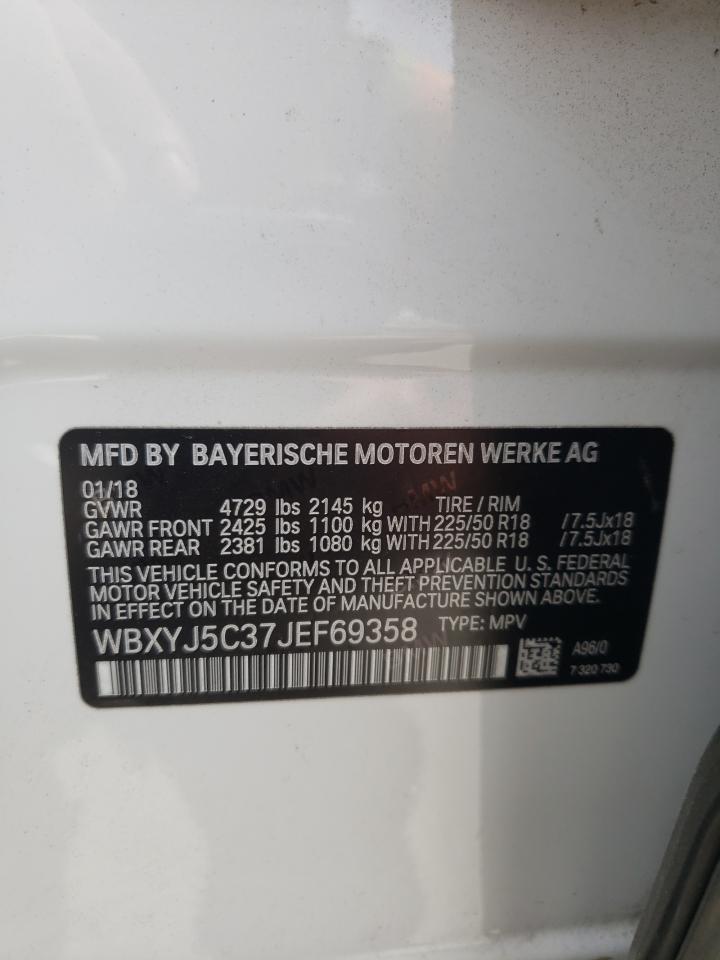 MFD BY BAYERISCHE MOTOREN WERKE AG
01/18
GVWR 4729 lbs 2145 kg TIRE / RIM
GAWR FRONT 2425 lbs 1100 kg WITH 225/50 R18 /7.5Jx18
GAWR REAR 2381 lbs 1080 kg WITH 225/50 R18 /7.5Jx18
THIS VEHICLE CONFORMS TO ALL APPLICABLE U. S. FEDERAL
MOTOR VEHICLE SAFETY AND THEFT PREVENTION STANDARDS
IN EFFECT ON THE DATE OF MANUFACTURE SHOWN ABOVE.
WBXYJ5C37JEF69358 TYPE: MPV
A96/0
7 320 730